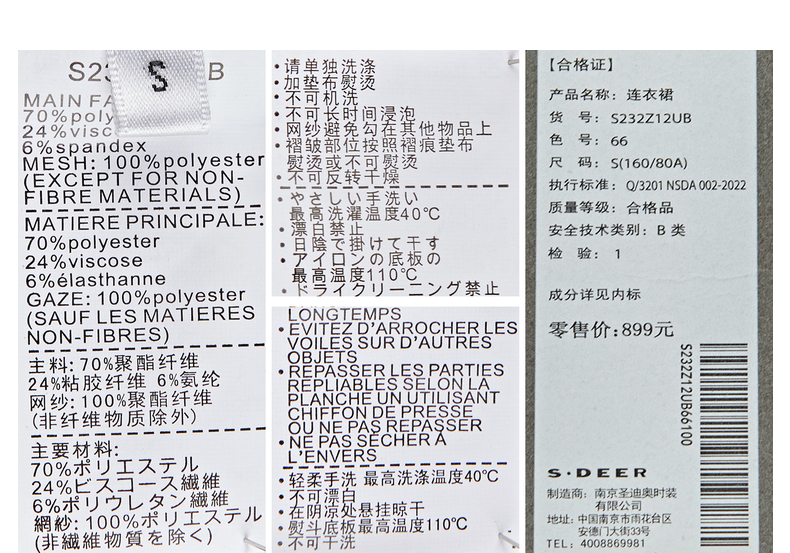 S23
S
B
MAIN FA
70%poly
24%visc
6%spandex
MESH: 100%polyester
(EXCEPT FOR NON-
FIBRE MATERIALS)
MATIERE PRINCIPALE:
70%polyester
24%viscose
6%élasthanne
GAZE: 100%polyester
(SAUF LES MATIERES
NON-FIBRES)
主料: 70%聚酯纤维
24%粘胶纤维 6%氨纶
网纱: 100%聚酯纤维
(非纤维物质除外)
主要材料:
70%ポリエステル
24%ビスコース繊維
6%ポリウレタン繊維
網紗: 100%ポリエステル
(非繊維物質を除く)
•请单独洗涤
加垫布熨烫
•不可机洗
•不可长时间浸泡
•网纱避免勾在其他物品上
•褶皱部位按照褶痕垫布
熨烫或不可熨烫
•不可反转干燥
•やさしい手洗い
最高洗濯温度40℃
•漂白禁止
•日陰で掛けて干す
•アイロンの底板の
最高温度110℃
•ドライクリーニング禁止
LONGTEMPS
•EVITEZ D'ARROCHER LES
VOILES SUR D'AUTRES
OBJETS
•REPASSER LES PARTIES
REPLIABLES SELON LA
PLANCHE UN UTILISANT
CHIFFON DE PRESSE
OU NE PAS REPASSER
•NE PAS SÉCHER À
L'ENVERS
•轻柔手洗 最高洗涤温度40℃
•不可漂白
•在阴凉处悬挂晾干
•熨斗底板最高温度110℃
•不可干洗
【合格证】
产品名称: 连衣裙
货 号: S232Z12UB
色 号: 66
尺 码: S(160/80A)
执行标准: Q/3201 NSDA 002-2022
质量等级: 合格品
安全技术类别: B 类
检 验: 1
成分详见内标
零售价:899元
S232Z12UB66100
S·DEER
制造商: 南京圣迪奥时装
有限公司
地址: 中国南京市雨花台区
安德门大街33号
TEL: 4008869981